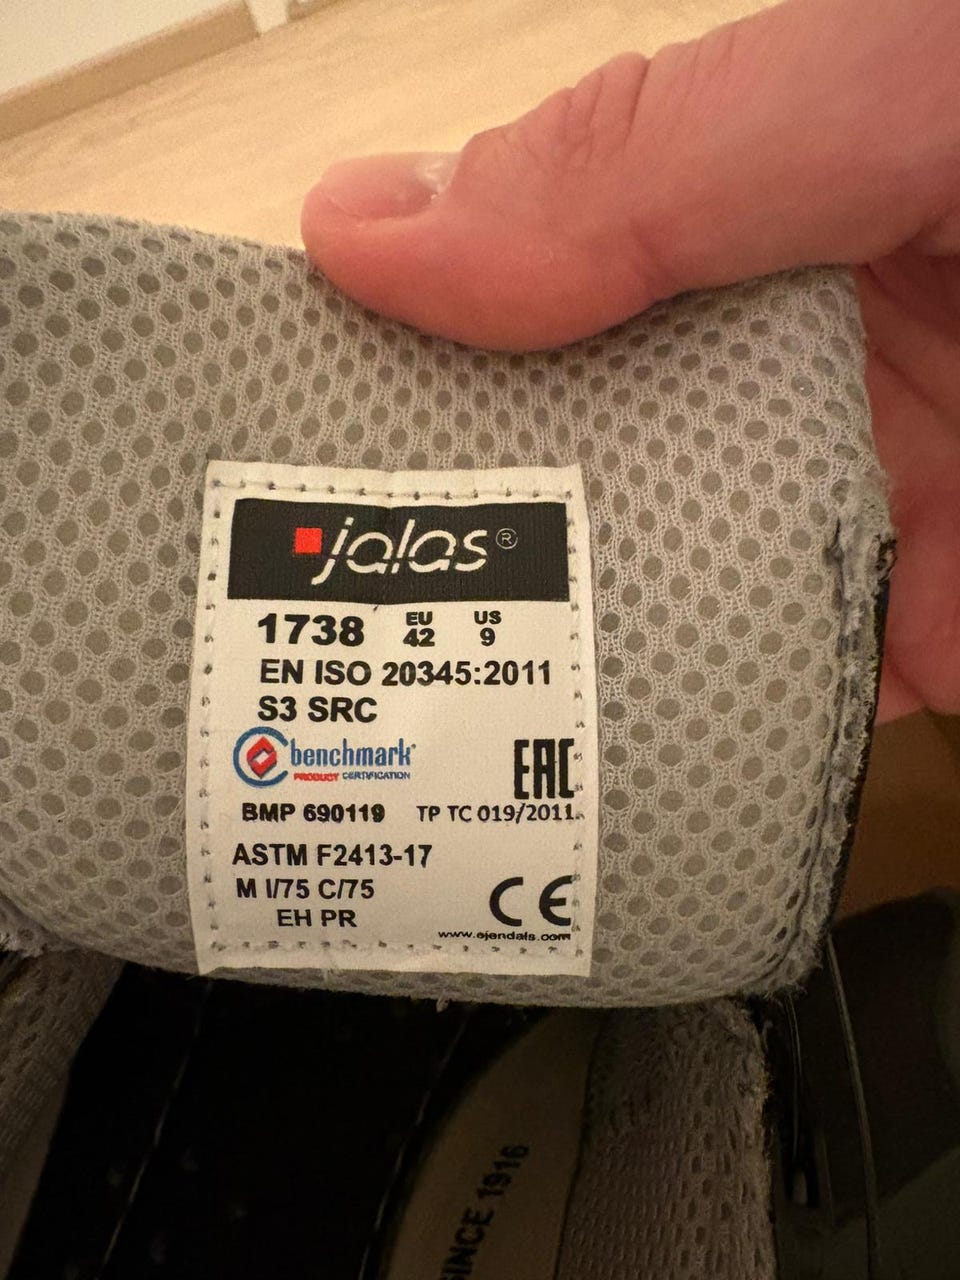 jalas®
1738 EU 42 US 9
EN ISO 20345:2011
S3 SRC
benchmark
PRODUCT CERTIFICATION
EAC
BMP 690119 TP TC 019/2011
ASTM F2413-17
M I/75 C/75
EH PR
CE
www.ejendals.com
SINCE 1916